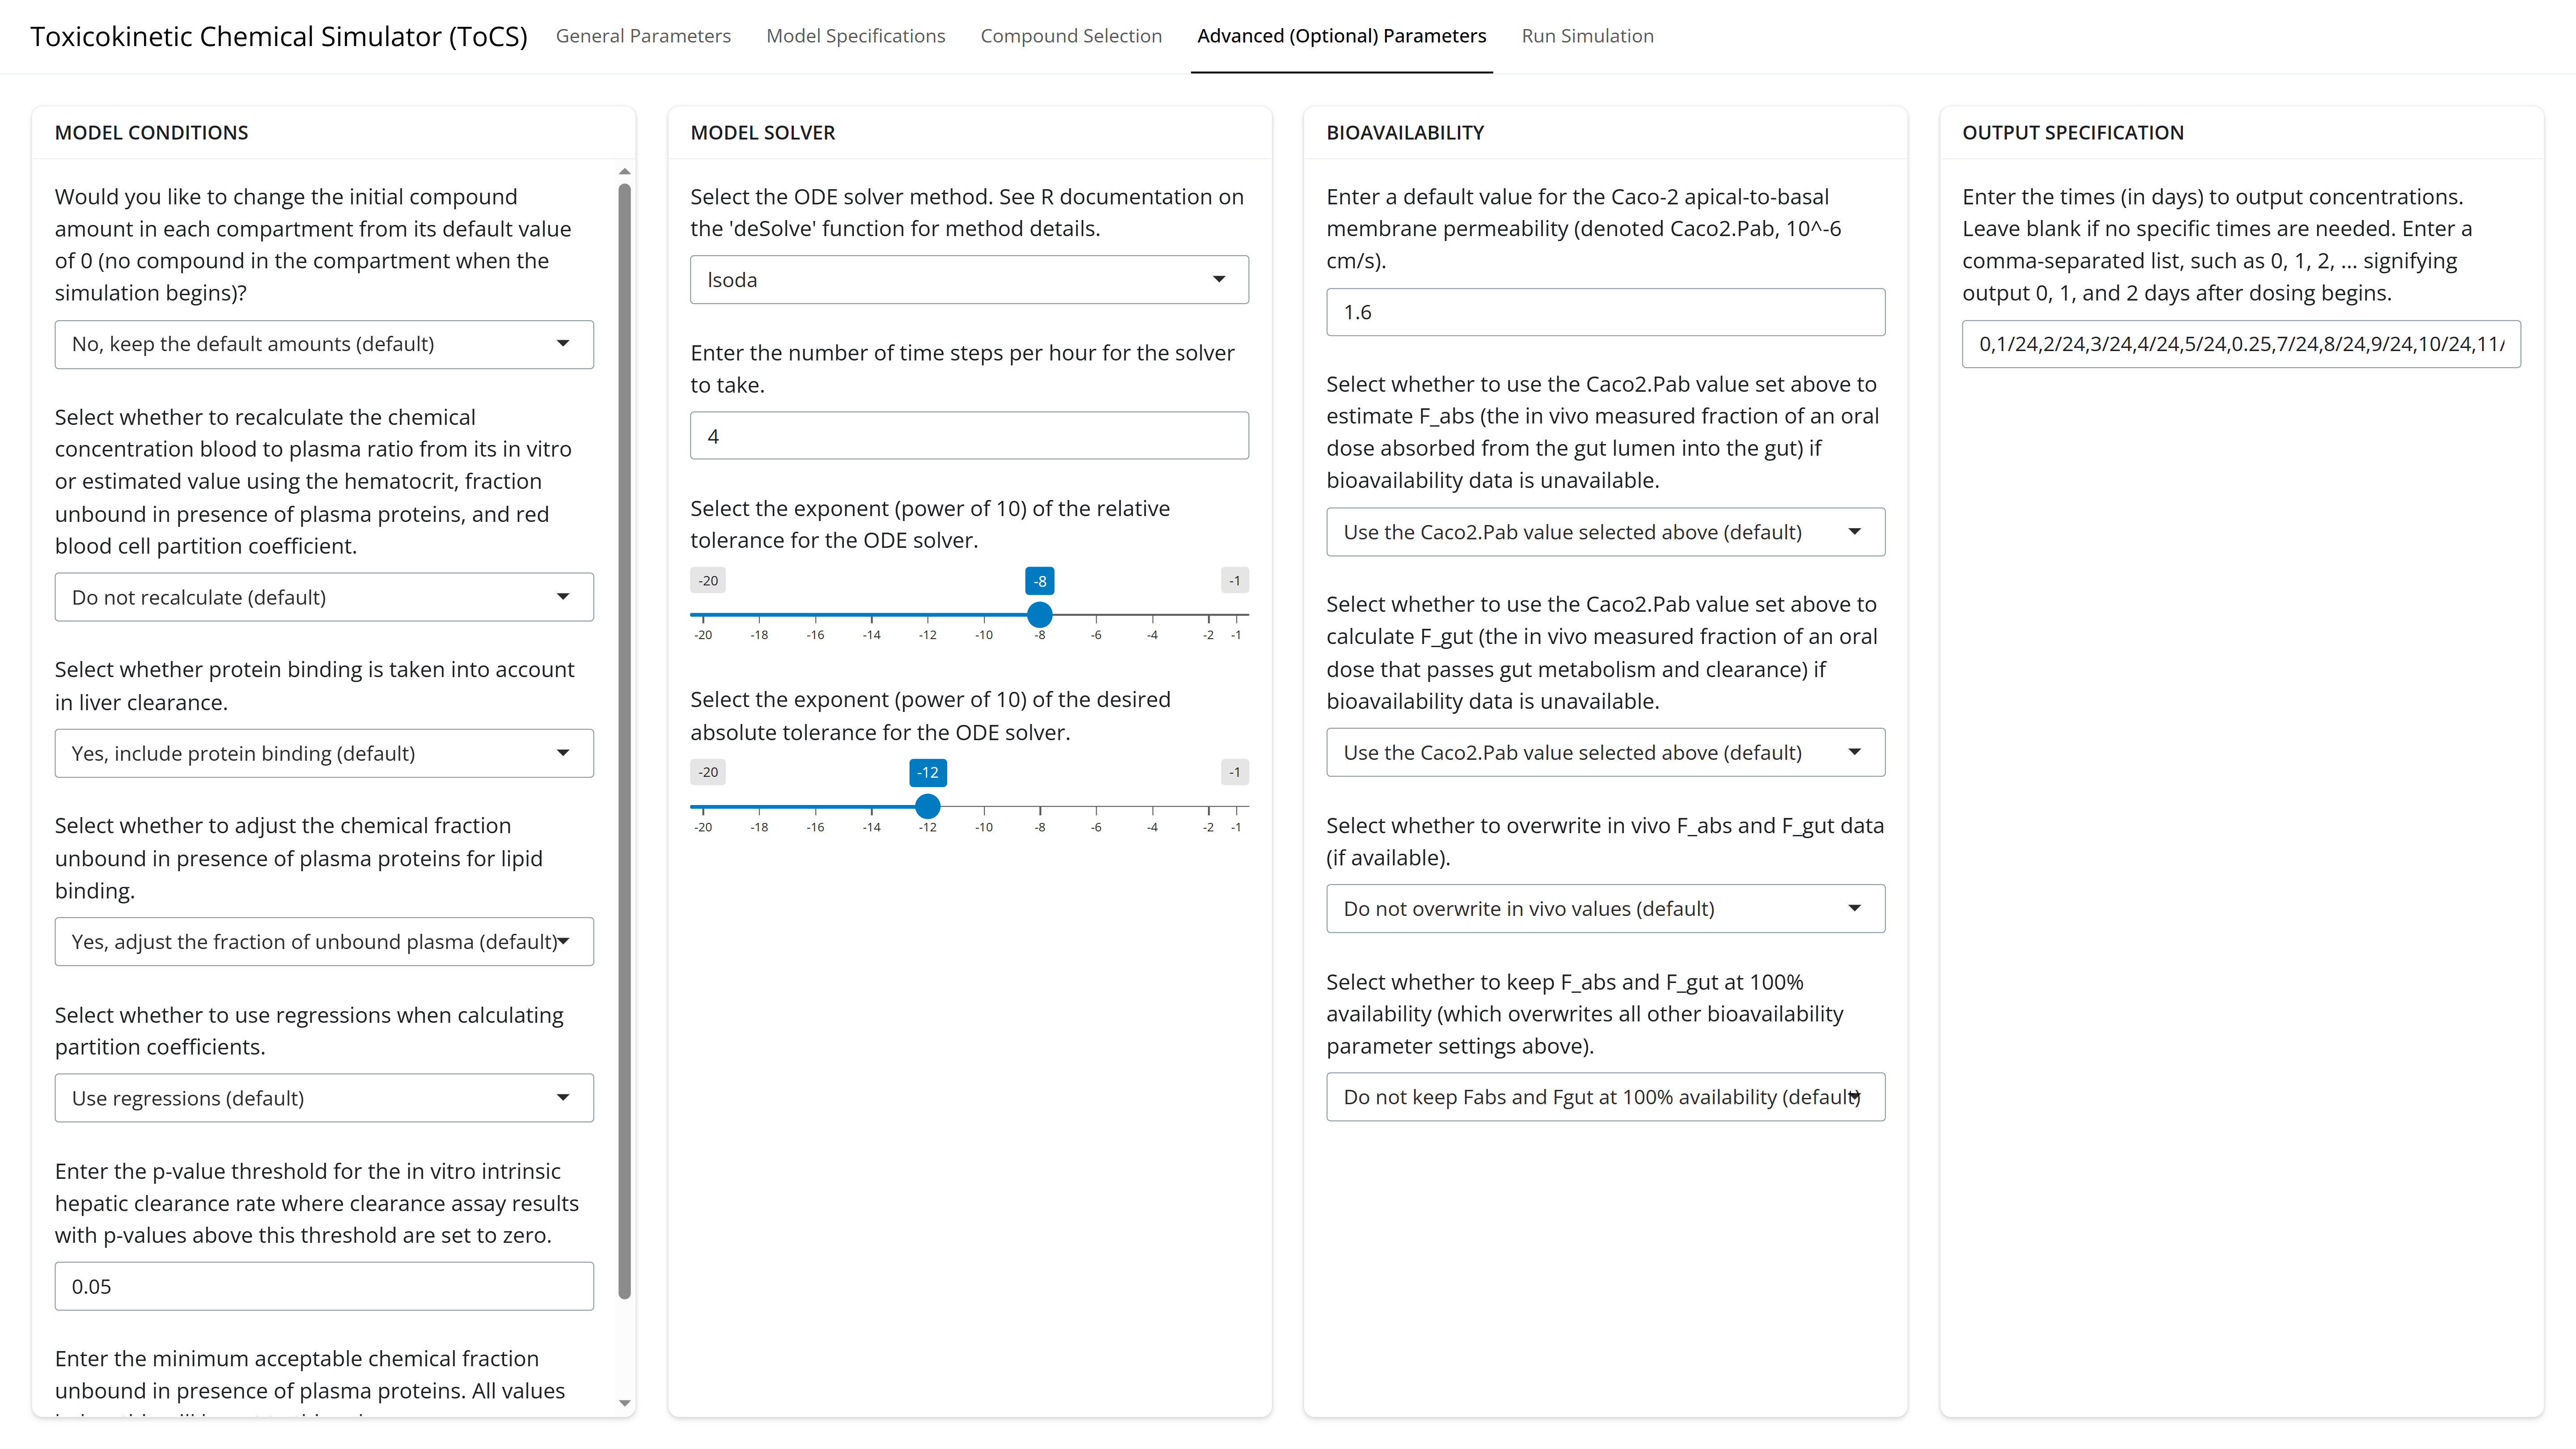 Toxicokinetic Chemical Simulator (ToCS)
General Parameters
Model Specifications
Compound Selection
Advanced (Optional) Parameters
Run Simulation
MODEL CONDITIONS
Would you like to change the initial compound
amount in each compartment from its default value
of 0 (no compound in the compartment when the
simulation begins)?
No, keep the default amounts (default)
Select whether to recalculate the chemical
concentration blood to plasma ratio from its in vitro
or estimated value using the hematocrit, fraction
unbound in presence of plasma proteins, and red
blood cell partition coefficient.
Do not recalculate (default)
Select whether protein binding is taken into account
in liver clearance.
Yes, include protein binding (default)
Select whether to adjust the chemical fraction
unbound in presence of plasma proteins for lipid
binding.
Yes, adjust the fraction of unbound plasma (default)
Select whether to use regressions when calculating
partition coefficients.
Use regressions (default)
Enter the p-value threshold for the in vitro intrinsic
hepatic clearance rate where clearance assay results
with p-values above this threshold are set to zero.
0.05
Enter the minimum acceptable chemical fraction
unbound in presence of plasma proteins. All values
MODEL SOLVER
Select the ODE solver method. See R documentation on
the 'deSolve' function for method details.
lsoda
Enter the number of time steps per hour for the solver
to take.
4
Select the exponent (power of 10) of the relative
tolerance for the ODE solver.
-20 -8 -1
-20 -18 -16 -14 -12 -10 -8 -6 -4 -2 -1
Select the exponent (power of 10) of the desired
absolute tolerance for the ODE solver.
-20 -12 -1
-20 -18 -16 -14 -12 -10 -8 -6 -4 -2 -1
BIOAVAILABILITY
Enter a default value for the Caco-2 apical-to-basal
membrane permeability (denoted Caco2.Pab, 10^-6
cm/s).
1.6
Select whether to use the Caco2.Pab value set above to
estimate F_abs (the in vivo measured fraction of an oral
dose absorbed from the gut lumen into the gut) if
bioavailability data is unavailable.
Use the Caco2.Pab value selected above (default)
Select whether to use the Caco2.Pab value set above to
calculate F_gut (the in vivo measured fraction of an oral
dose that passes gut metabolism and clearance) if
bioavailability data is unavailable.
Use the Caco2.Pab value selected above (default)
Select whether to overwrite in vivo F_abs and F_gut data
(if available).
Do not overwrite in vivo values (default)
Select whether to keep F_abs and F_gut at 100%
availability (which overwrites all other bioavailability
parameter settings above).
Do not keep Fabs and Fgut at 100% availability (default)
OUTPUT SPECIFICATION
Enter the times (in days) to output concentrations.
Leave blank if no specific times are needed. Enter a
comma-separated list, such as 0, 1, 2, ... signifying
output 0, 1, and 2 days after dosing begins.
0,1/24,2/24,3/24,4/24,5/24,0.25,7/24,8/24,9/24,10/24,11/